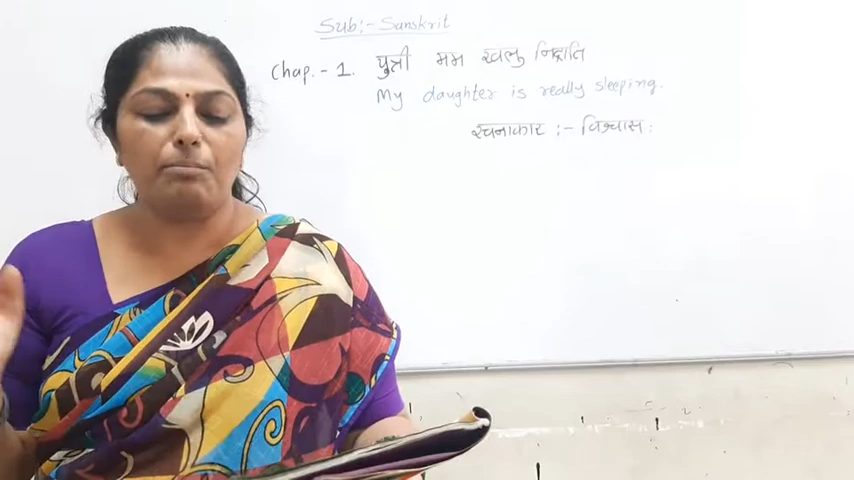 Sub:- Sanskrit
Chap. - 1. पुत्री मम खलु निद्राति
My daughter is really sleeping.
रचनाकार :- विश्वास: